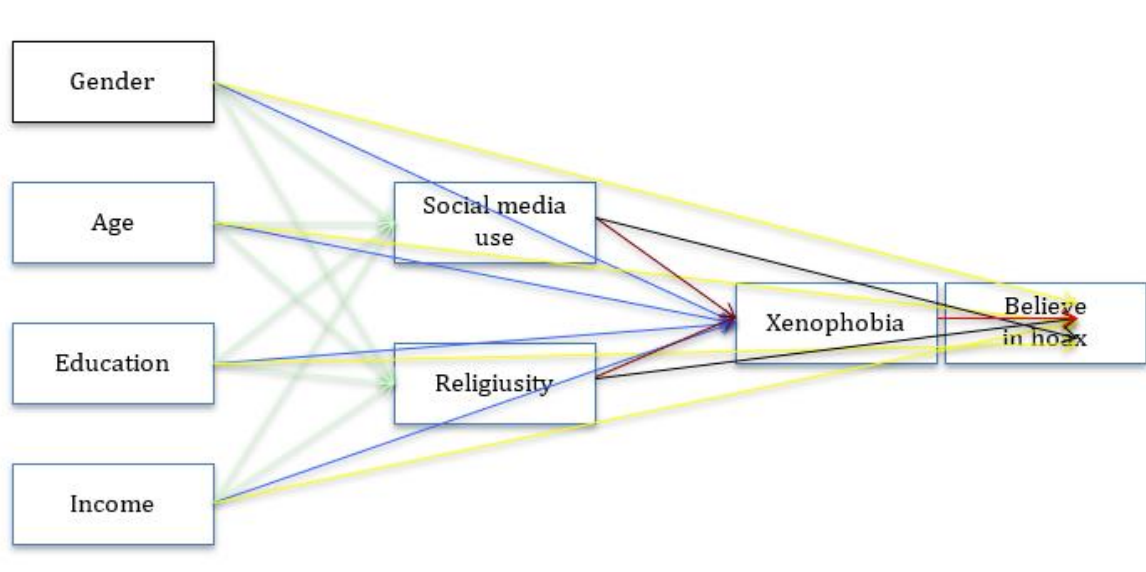 Gender
Age
Education
Income
Social media
use
Religiusity
Xenophobia
Believe
in hoax